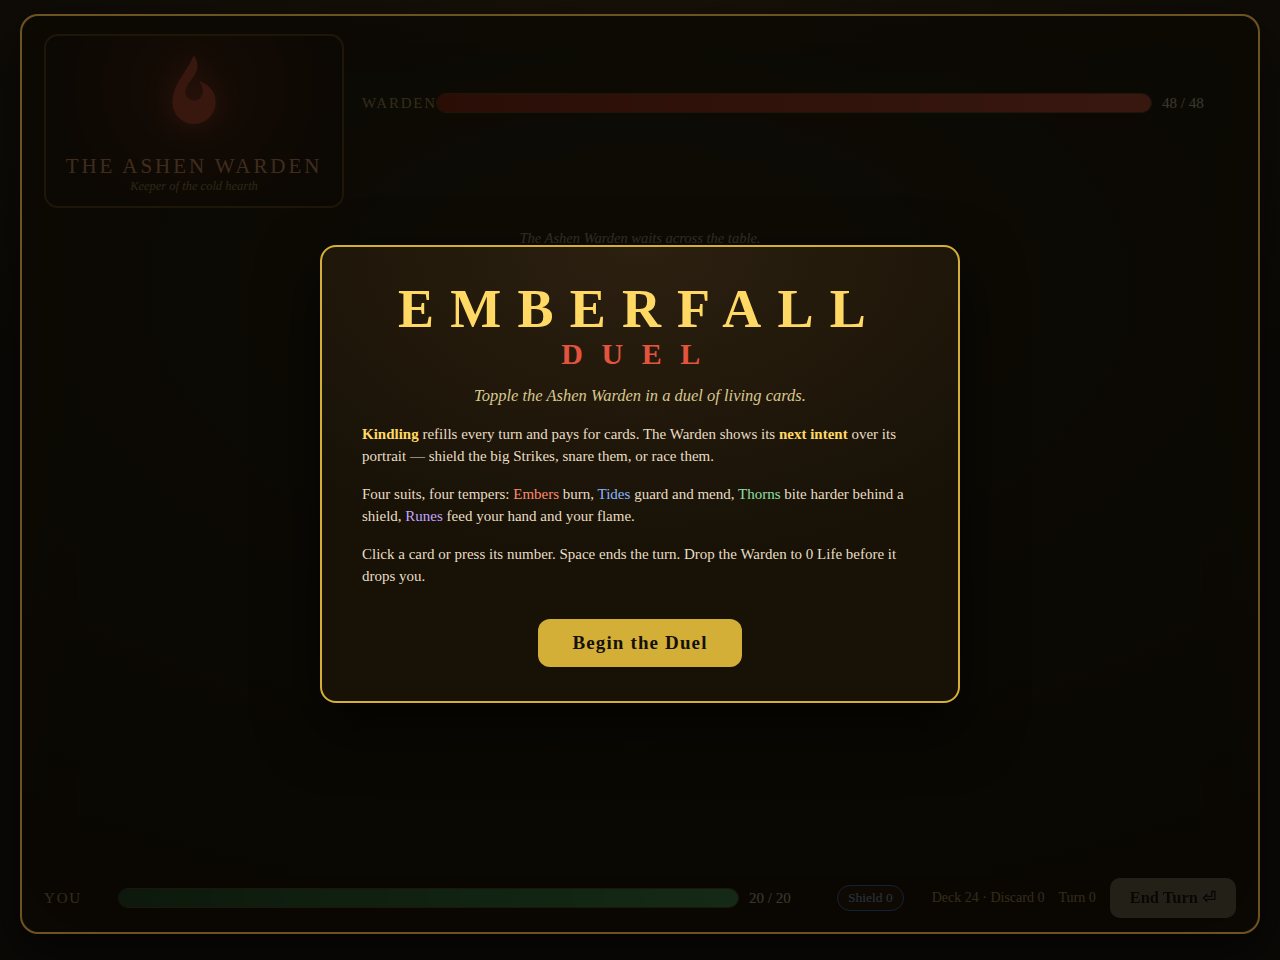 THE ASHEN WARDEN
Keeper of the cold hearth
WARDEN
48 / 48
The Ashen Warden waits across the table.
EMBERFALL
DUEL
Topple the Ashen Warden in a duel of living cards.
Kindling refills every turn and pays for cards. The Warden shows its next intent over its
portrait — shield the big Strikes, snare them, or race them.
Four suits, four tempers: Embers burn, Tides guard and mend, Thorns bite harder behind a
shield, Runes feed your hand and your flame.
Click a card or press its number. Space ends the turn. Drop the Warden to 0 Life before it
drops you.
Begin the Duel
YOU
20 / 20
Shield 0
Deck 24 · Discard 0
Turn 0
End Turn ⏎